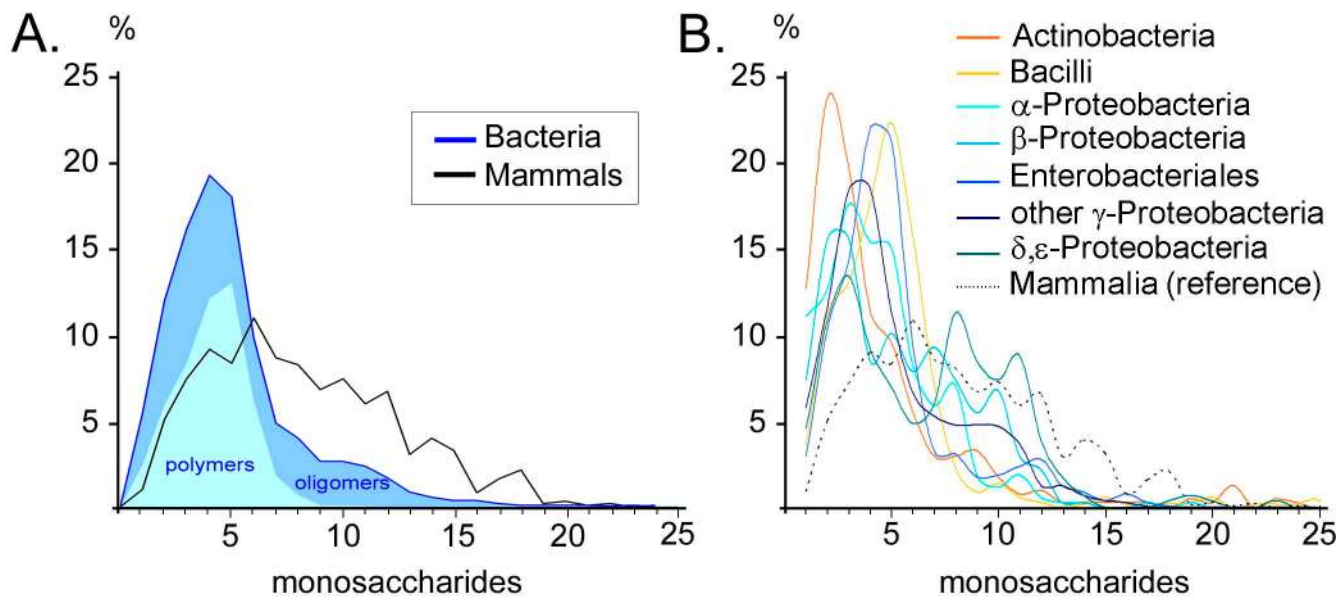 A.
%
25
20
15
10
5
Bacteria
Mammals
polymers
oligomers
5
10
15
20
25
monosaccharides
B.
%
25
20
15
10
5
Actinobacteria
Bacilli
α-Proteobacteria
β-Proteobacteria
Enterobacteriales
other γ-Proteobacteria
δ,ε-Proteobacteria
Mammalia (reference)
5
10
15
20
25
monosaccharides